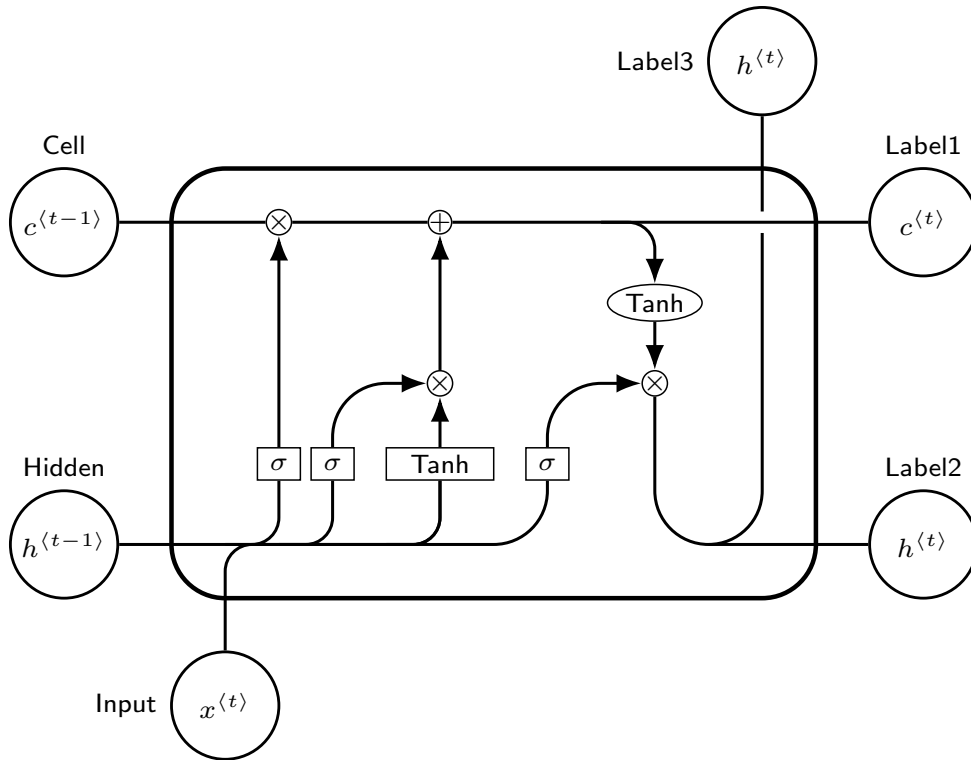 Label3
h⟨t⟩
Cell
Label1
c⟨t−1⟩
×
+
c⟨t⟩
Tanh
×
×
Hidden
Label2
σ
σ
Tanh
σ
h⟨t−1⟩
h⟨t⟩
Input
x⟨t⟩